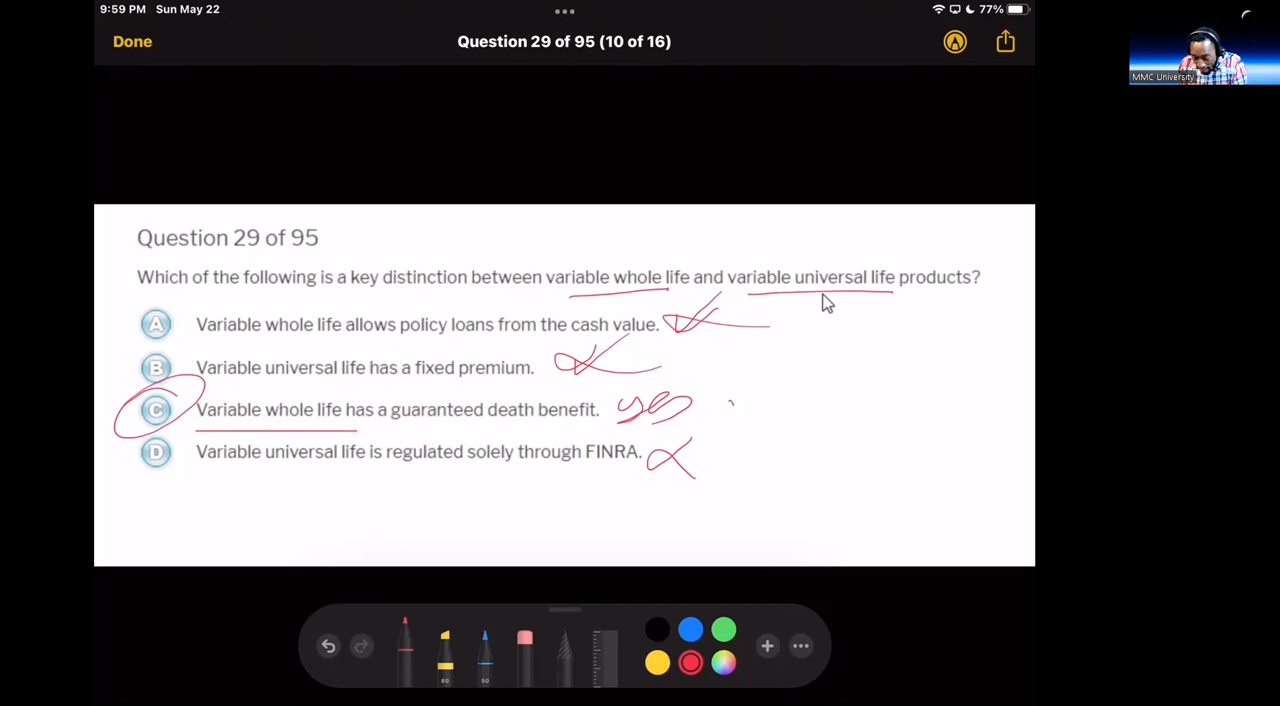 9:59 PM Sun May 22
77%
Done
Question 29 of 95 (10 of 16)
MMC University
Question 29 of 95
Which of the following is a key distinction between variable whole life and variable universal life products?
A Variable whole life allows policy loans from the cash value.
B Variable universal life has a fixed premium.
C Variable whole life has a guaranteed death benefit. yes
D Variable universal life is regulated solely through FINRA.
80
50